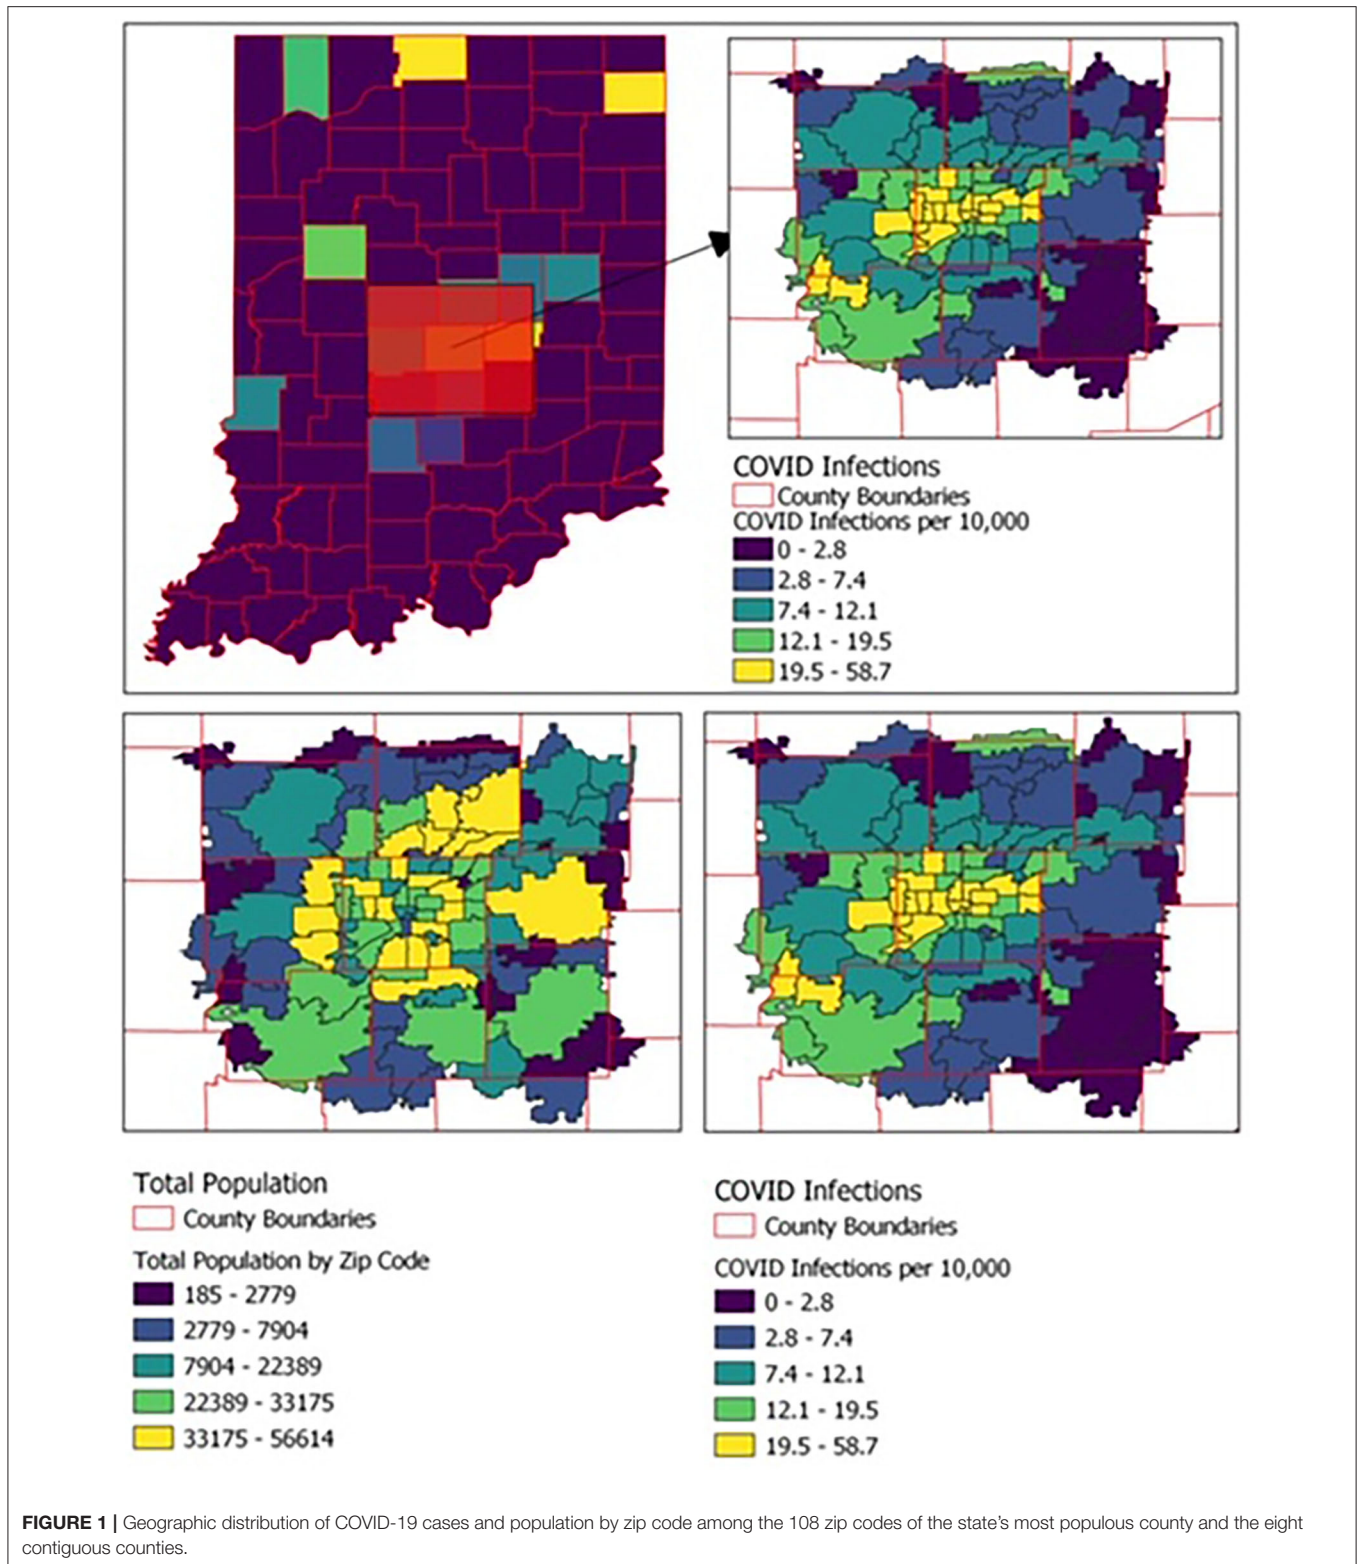 COVID Infections
County Boundaries
COVID Infections per 10,000
0 - 2.8
2.8 - 7.4
7.4 - 12.1
12.1 - 19.5
19.5 - 58.7
Total Population
County Boundaries
Total Population by Zip Code
185 - 2779
2779 - 7904
7904 - 22389
22389 - 33175
33175 - 56614
COVID Infections
County Boundaries
COVID Infections per 10,000
0 - 2.8
2.8 - 7.4
7.4 - 12.1
12.1 - 19.5
19.5 - 58.7
FIGURE 1 | Geographic distribution of COVID-19 cases and population by zip code among the 108 zip codes of the state's most populous county and the eight
contiguous counties.